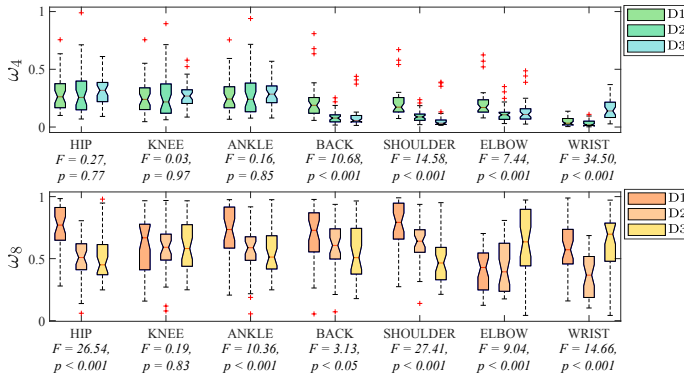 1
D1
D2
D3
ω4
0.5
0
HIP KNEE ANKLE BACK SHOULDER ELBOW WRIST
F = 0.27, F = 0.03, F = 0.16, F = 10.68, F = 14.58, F = 7.44, F = 34.50,
p = 0.77 p = 0.97 p = 0.85 p < 0.001 p < 0.001 p < 0.001 p < 0.001
1
D1
D2
D3
ω8
0.5
0
HIP KNEE ANKLE BACK SHOULDER ELBOW WRIST
F = 26.54, F = 0.19, F = 10.36, F = 3.13, F = 27.41, F = 9.04, F = 14.66,
p < 0.001 p = 0.83 p < 0.001 p < 0.05 p < 0.001 p < 0.001 p < 0.001